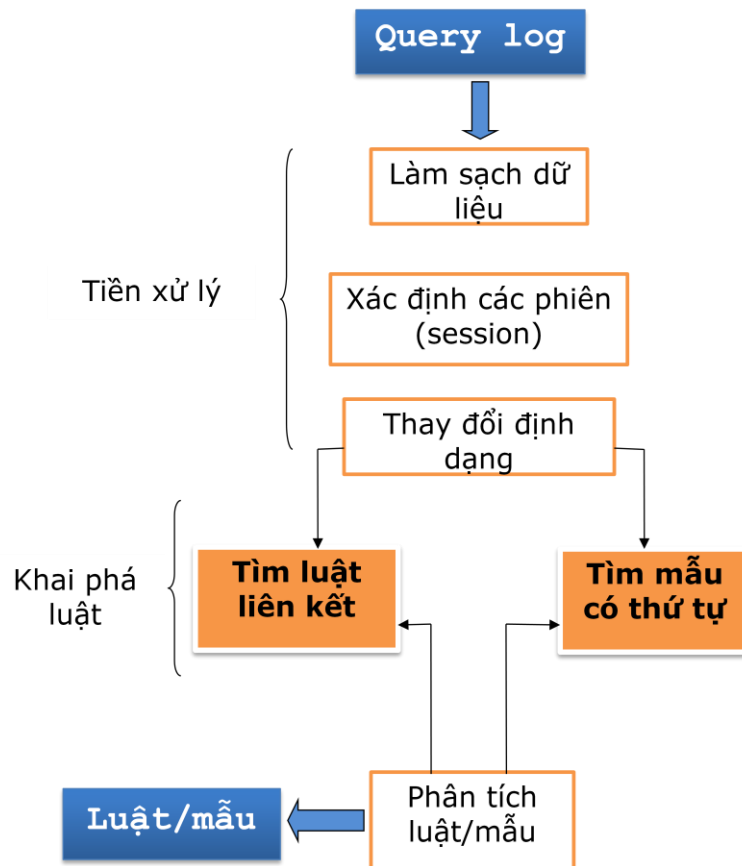 Query log
Làm sạch dữ
liệu
Tiền xử lý
Xác định các phiên
(session)
Thay đổi định
dạng
Khai phá
luật
Tìm luật
liên kết
Tìm mẫu
có thứ tự
Luật/mẫu
Phân tích
luật/mẫu